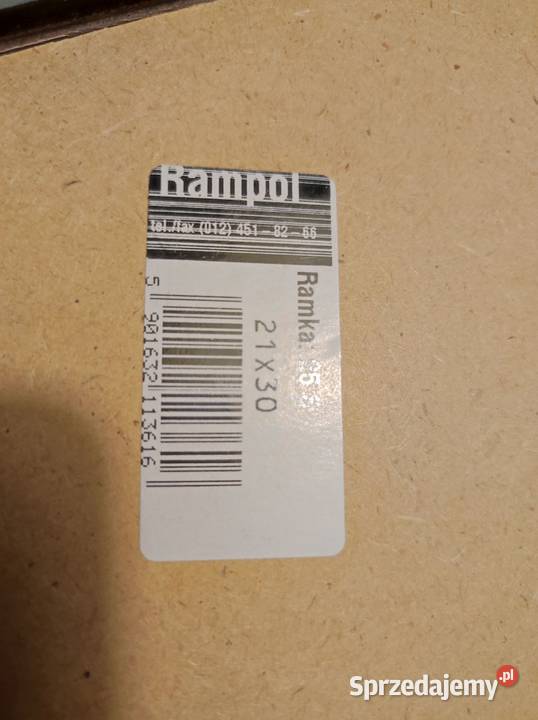 Rampol
tel./fax (012) 451 - 82 - 66
Ramka:
21X30
5 901632 113616
Sprzedajemy.pl